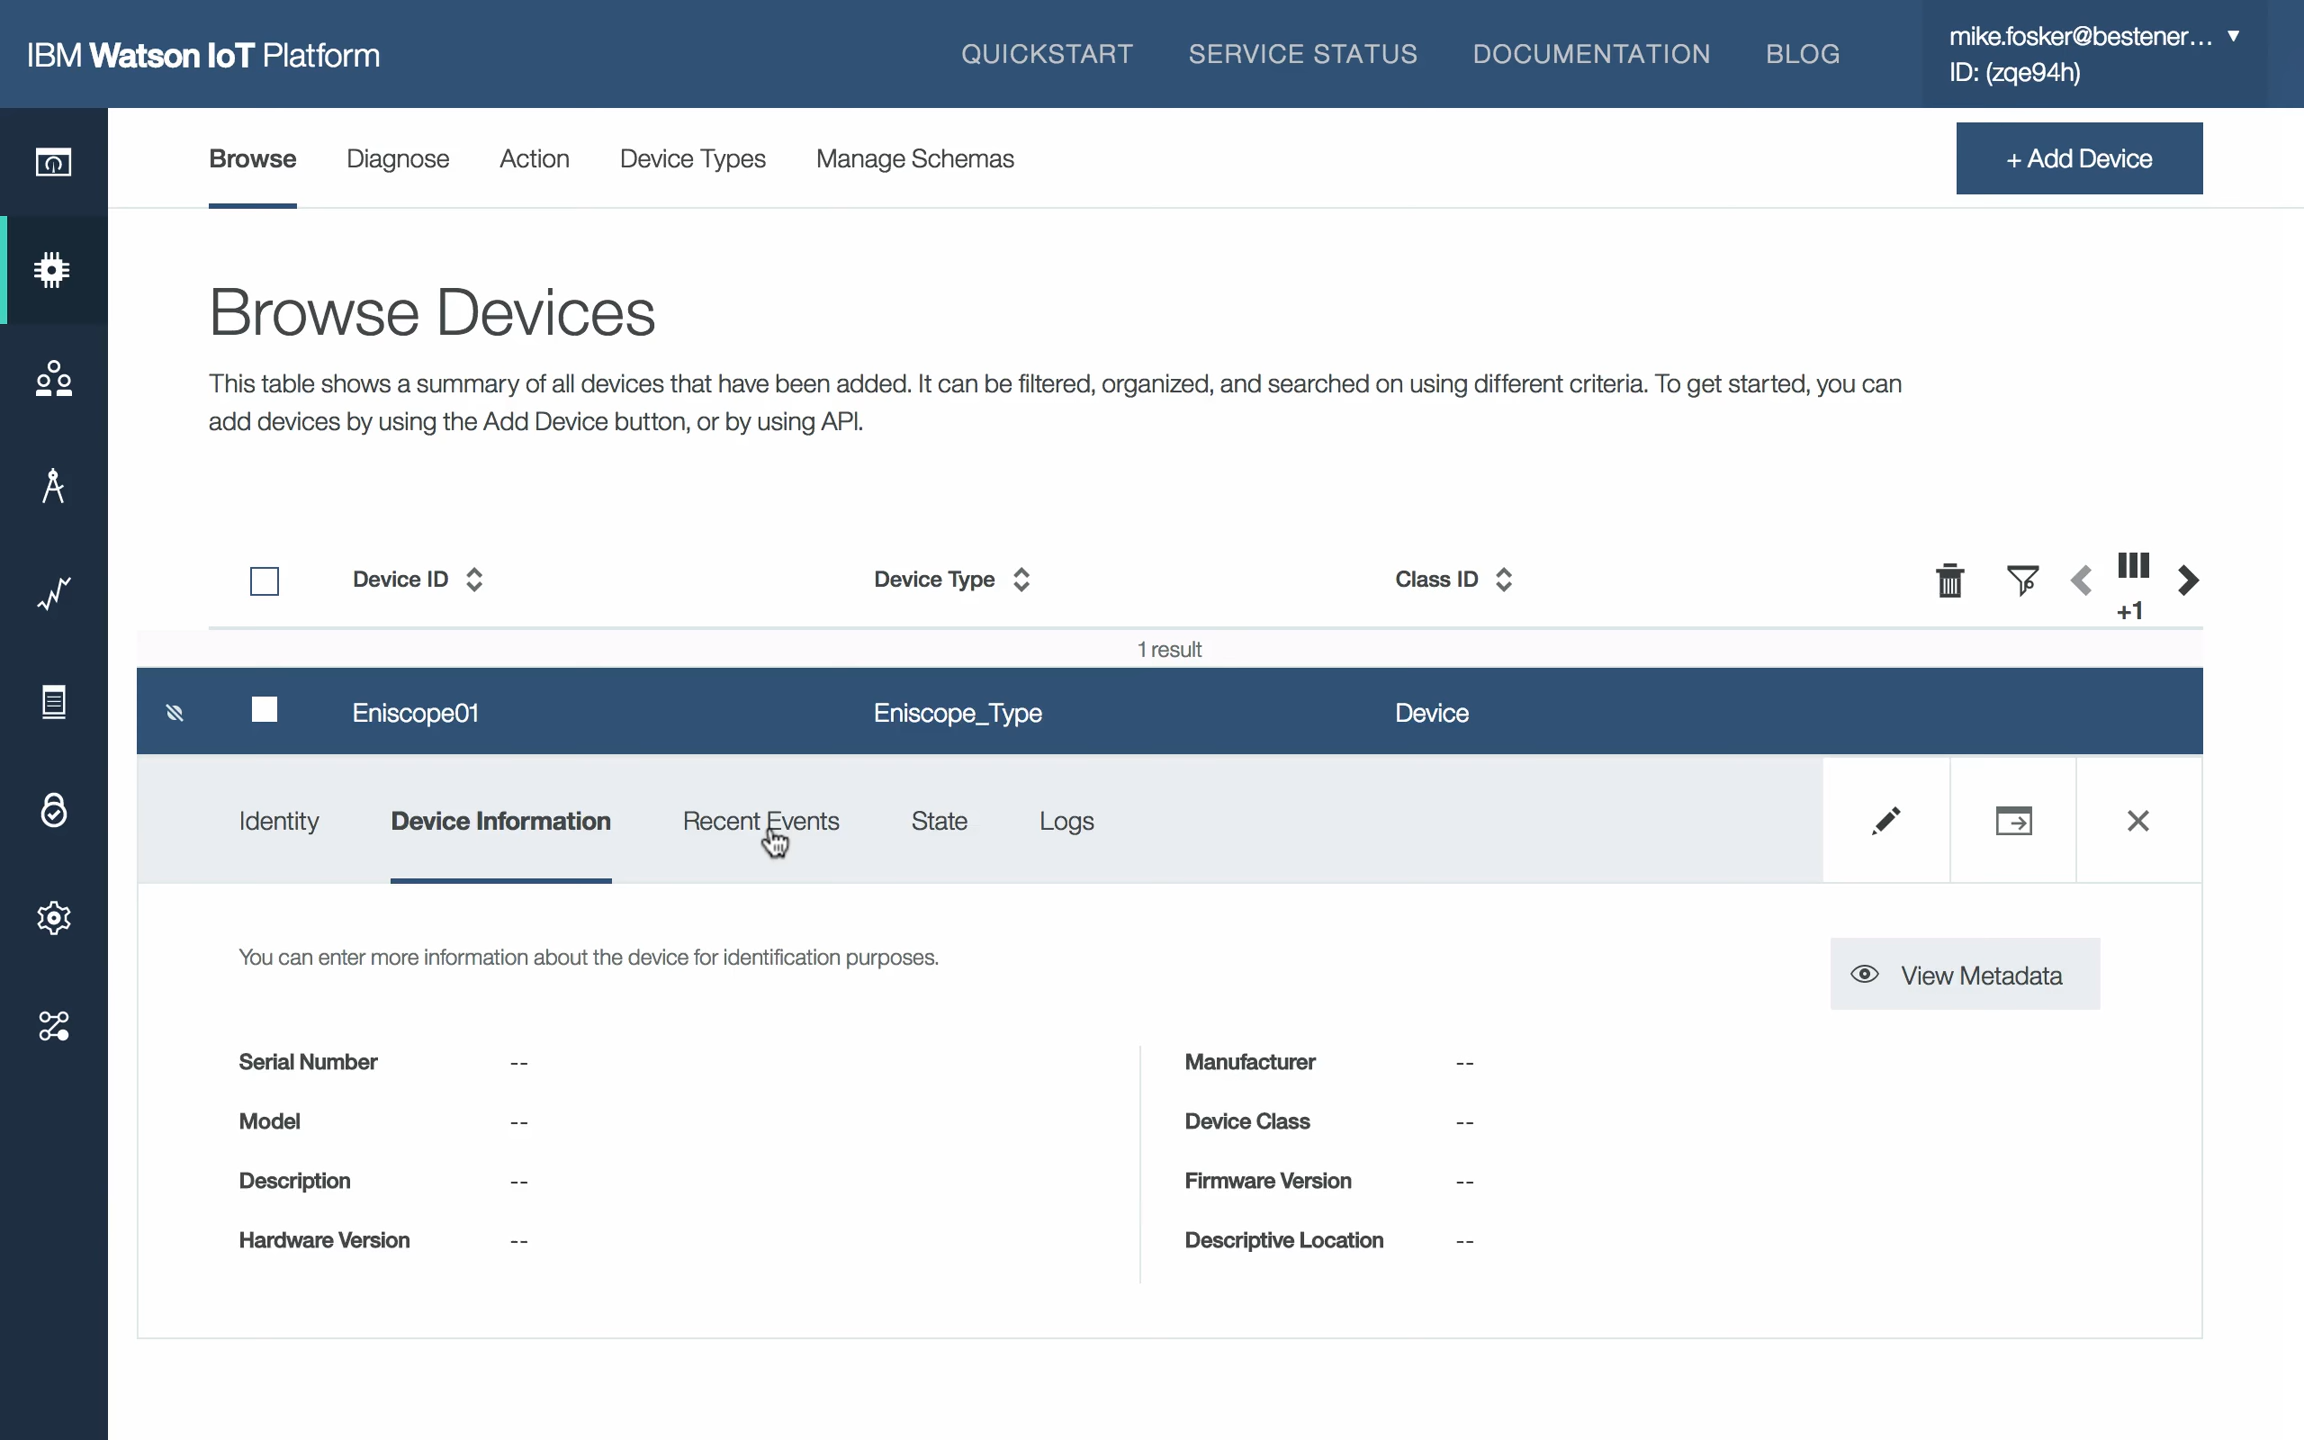 IBM Watson IoT Platform
QUICKSTART
SERVICE STATUS
DOCUMENTATION
BLOG
mike.fosker@bestener... ▼
ID: (zqe94h)
Browse
Diagnose
Action
Device Types
Manage Schemas
+ Add Device
Browse Devices
This table shows a summary of all devices that have been added. It can be filtered, organized, and searched on using different criteria. To get started, you can
add devices by using the Add Device button, or by using API.
Device ID
Device Type
Class ID
+1
1 result
Eniscope01
Eniscope_Type
Device
Identity
Device Information
Recent Events
State
Logs
You can enter more information about the device for identification purposes.
View Metadata
Serial Number --
Manufacturer --
Model --
Device Class --
Description --
Firmware Version --
Hardware Version --
Descriptive Location --